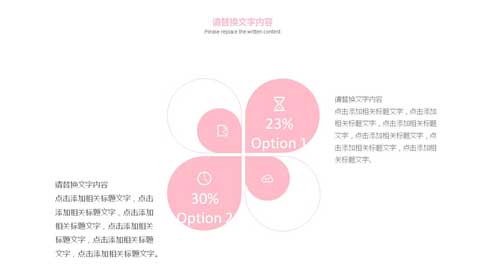 请替换文字内容
Please replace the written content
23%
Option 1
请替换文字内容
点击添加相关标题文字，点击添加
相关标题文字，点击添加相关标题
文字，点击添加相关标题文字，点
击添加相关标题文字，点击添加相
关标题文字。
30%
Option 2
请替换文字内容
点击添加相关标题文字，点击
添加相关标题文字，点击添加
相关标题文字，点击添加相关
标题文字，点击添加相关标题
文字，点击添加相关标题文字。